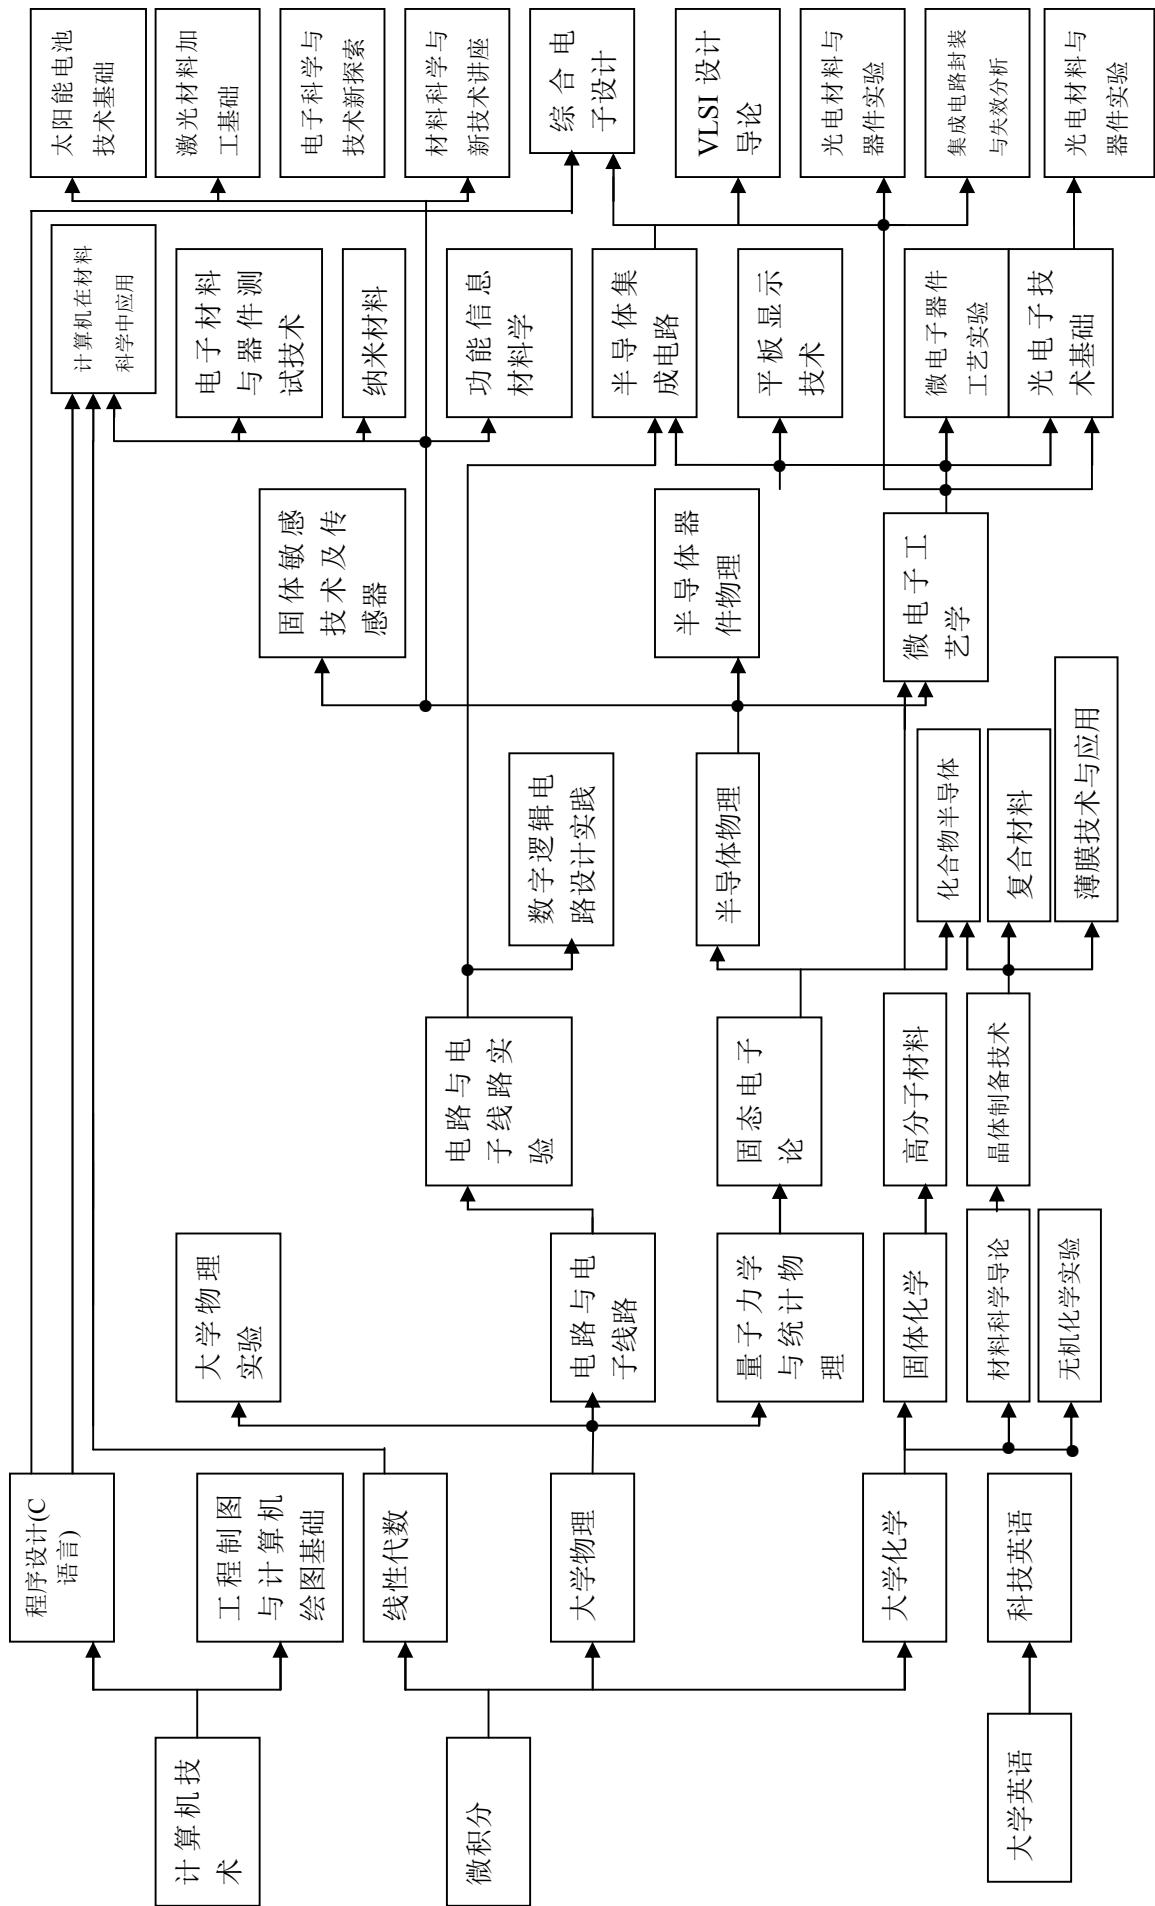 计算机技
术
微积分
大学英语
程序设计(C
语言)
工程制图
与计算机
绘图基础
线性代数
大学物理
大学化学
科技英语
大学物理
实验
电路与电
子线路
量子力学
与统计物
理
固体化学
材料科学导论
无机化学实验
电路与电
子线路实
验
固态电子
论
高分子材料
晶体制备技术
数字逻辑电
路设计实践
半导体物理
化合物半导体
复合材料
薄膜技术与应用
固体敏感
技术及传
感器
半导体器
件物理
微电子工
艺学
计算机在材料
科学中应用
电子材料
与器件测
试技术
纳米材料
功能信息
材料学
半导体集
成电路
平板显示
技术
微电子器件
工艺实验
光电子技
术基础
太阳能电池
技术基础
激光材料加
工基础
电子科学与
技术新探索
材料科学与
新技术讲座
综合电
子设计
VLSI 设计
导论
光电材料与
器件实验
集成电路封装
与失效分析
光电材料与
器件实验